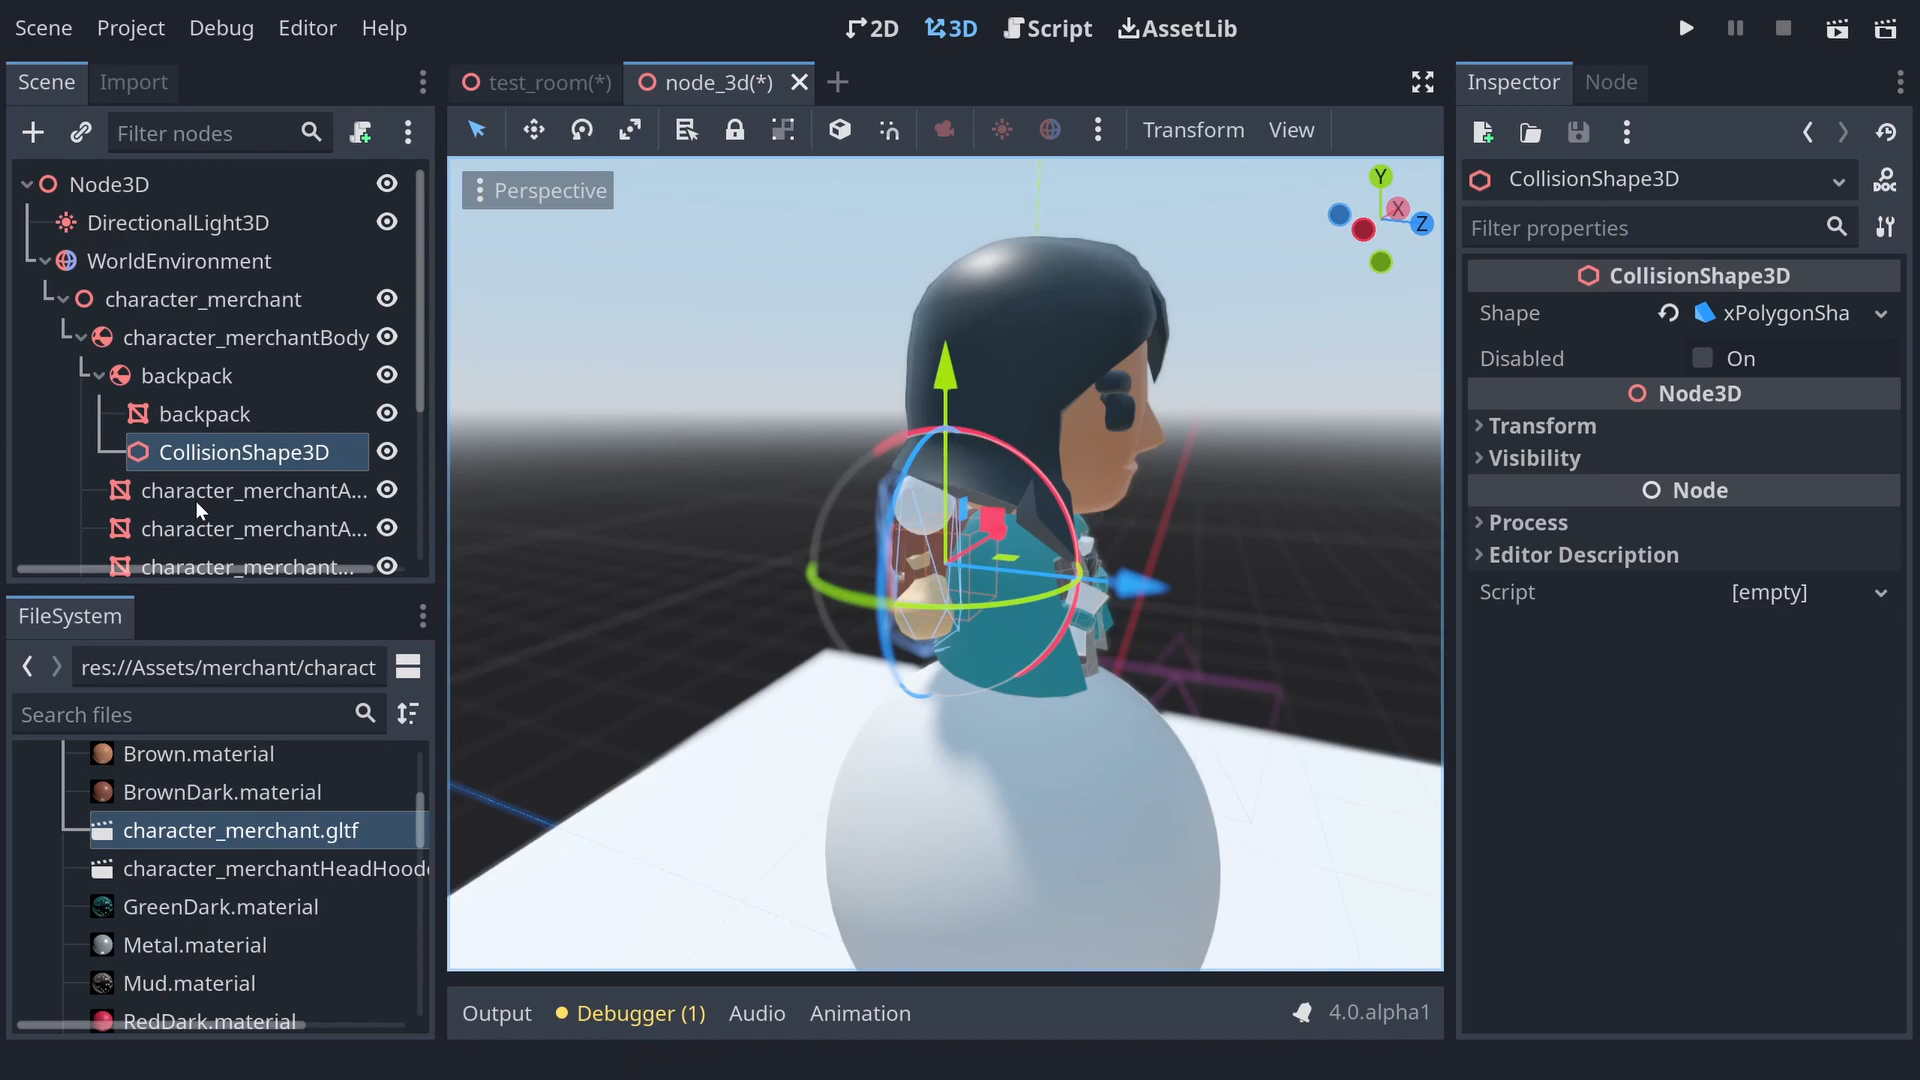 Scene Project Debug Editor Help
2D 3D Script AssetLib
Scene Import
Filter nodes
Node3D
DirectionalLight3D
WorldEnvironment
character_merchant
character_merchantBody
backpack
backpack
CollisionShape3D
character_merchantA...
character_merchantA...
character_merchant...
FileSystem
res://Assets/merchant/charact
Search files
Brown.material
BrownDark.material
character_merchant.gltf
character_merchantHeadHood
GreenDark.material
Metal.material
Mud.material
RedDark.material
test_room(*) node_3d(*)
Transform View
Perspective
Y
X
Z
Output Debugger (1) Audio Animation 4.0.alpha1
Inspector Node
CollisionShape3D
DOC
Filter properties
CollisionShape3D
Shape xPolygonSha
Disabled On
Node3D
Transform
Visibility
Node
Process
Editor Description
Script [empty]